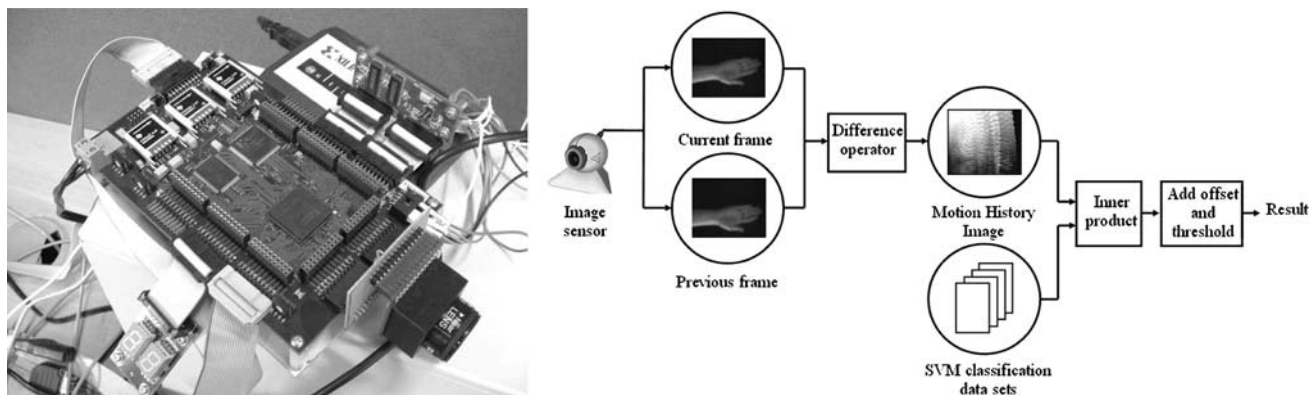 LENS
Current frame
Image
sensor
Previous frame
Difference
operator
Motion History
Image
SVM classification
data sets
Inner
product
Add offset
and
threshold
Result